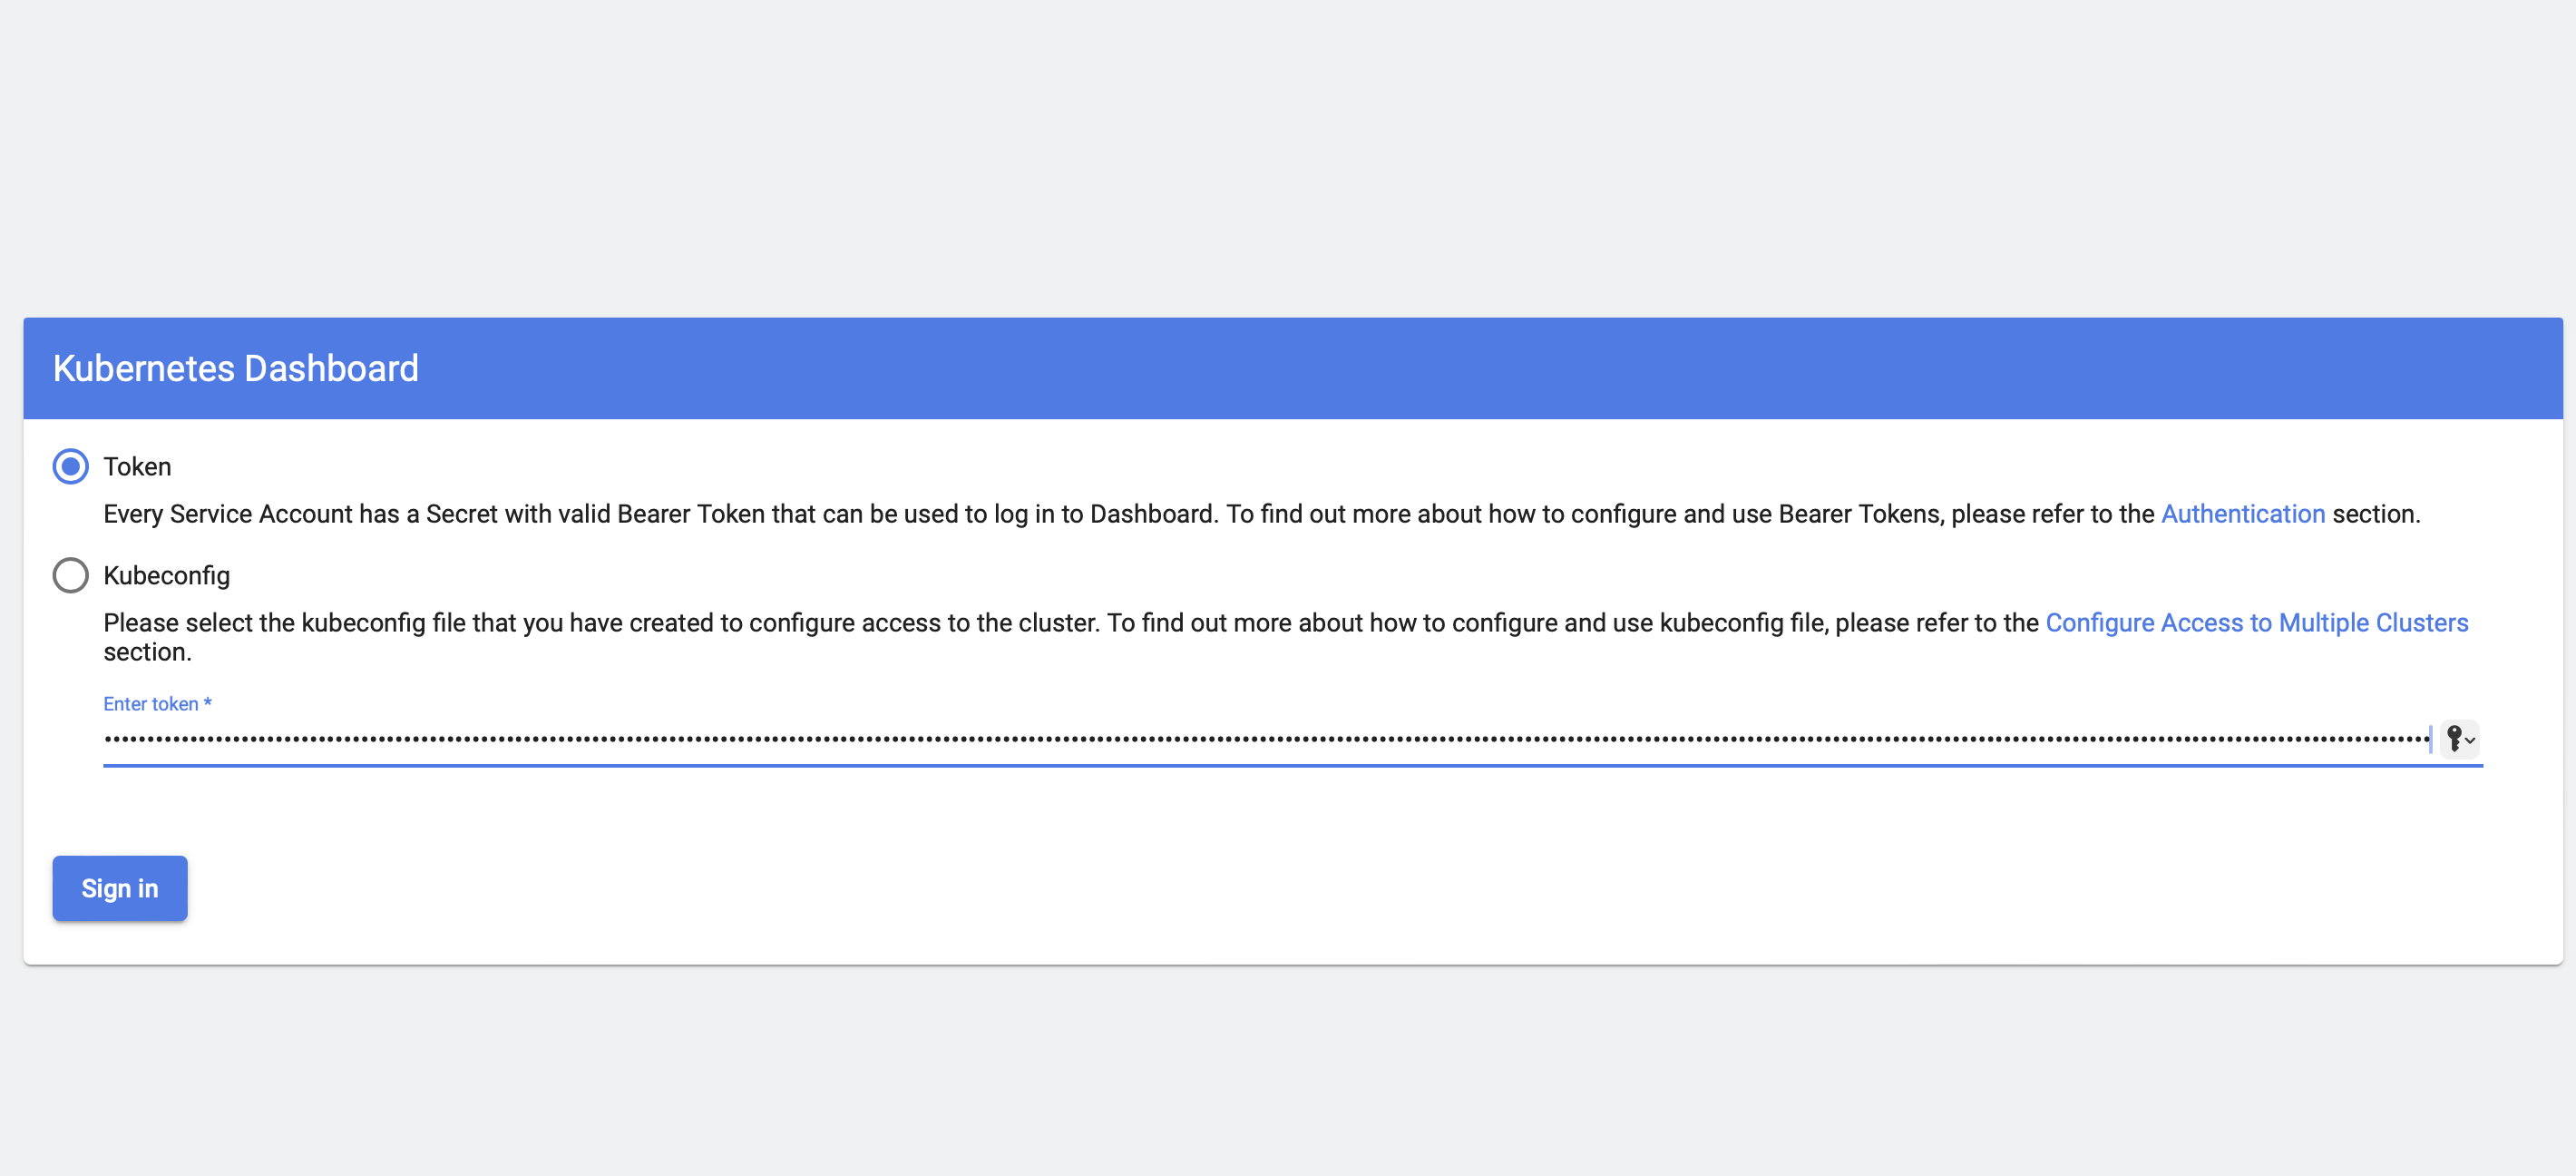 Kubernetes Dashboard
Token
Every Service Account has a Secret with valid Bearer Token that can be used to log in to Dashboard. To find out more about how to configure and use Bearer Tokens, please refer to the Authentication section.
Kubeconfig
Please select the kubeconfig file that you have created to configure access to the cluster. To find out more about how to configure and use kubeconfig file, please refer to the Configure Access to Multiple Clusters
section.
Enter token *
Sign in